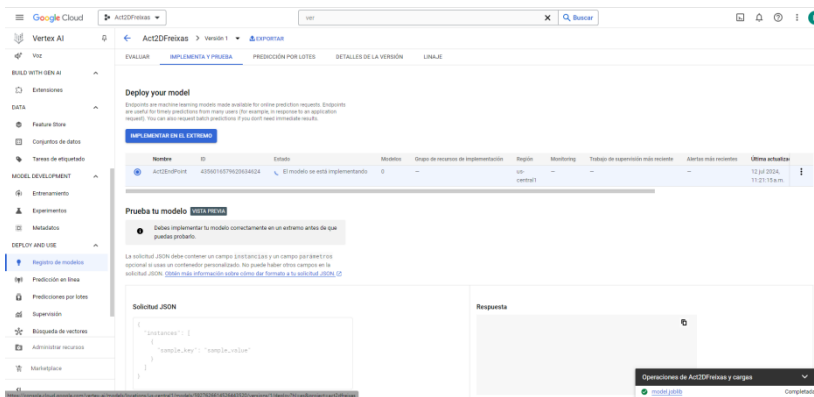 Google Cloud
Act2DFreixas
ver
Buscar
Vertex AI
Act2DFreixas > Versión 1
EXPORTAR
Voz
EVALUAR
IMPLEMENTA Y PRUEBA
PREDICCIÓN POR LOTES
DETALLES DE LA VERSIÓN
LINAJE
BUILD WITH GEN AI
Extensiones
DATA
Feature Store
Conjuntos de datos
Tareas de etiquetado
MODEL DEVELOPMENT
Entrenamiento
Experimentos
Metadatos
DEPLOY AND USE
Registro de modelos
Predicción en línea
Predicciones por lotes
Supervisión
Búsqueda de vectores
Administrar recursos
Marketplace
Deploy your model
Endpoints are machine learning models made available for online prediction requests. Endpoints
are useful for timely predictions from many users (for example, in response to an application
request). You can also request batch predictions if you don't need immediate results.
IMPLEMENTAR EN EL EXTREMO
Nombre ID Estado Modelos Grupo de recursos de implementación Región Monitoring Trabajo de supervisión más reciente Alertas más recientes Última actualizac
Act2EndPoint El modelo se está implementando 0 — us-central1 — — — 12 jul 2024, 11:21:15 a.m.
Prueba tu modelo VISTA PREVIA
Debes implementar tu modelo correctamente en un extremo antes de que
puedas probarlo.
La solicitud JSON debe contener un campo instancias y un campo parámetros
opcional si usas un contenedor personalizado. No puede haber otros campos en la
solicitud JSON. Obtén más información sobre cómo dar formato a tu solicitud JSON.
Solicitud JSON
{
"instances": [
{
"sample_key": "sample_value"
}
]
}
Respuesta
Operaciones de Act2DFreixas y cargas
model.joblib Completada